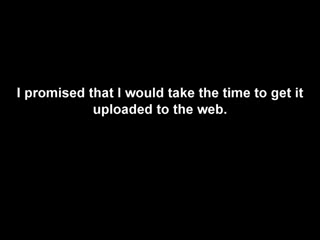 I promised that I would take the time to get it
uploaded to the web.